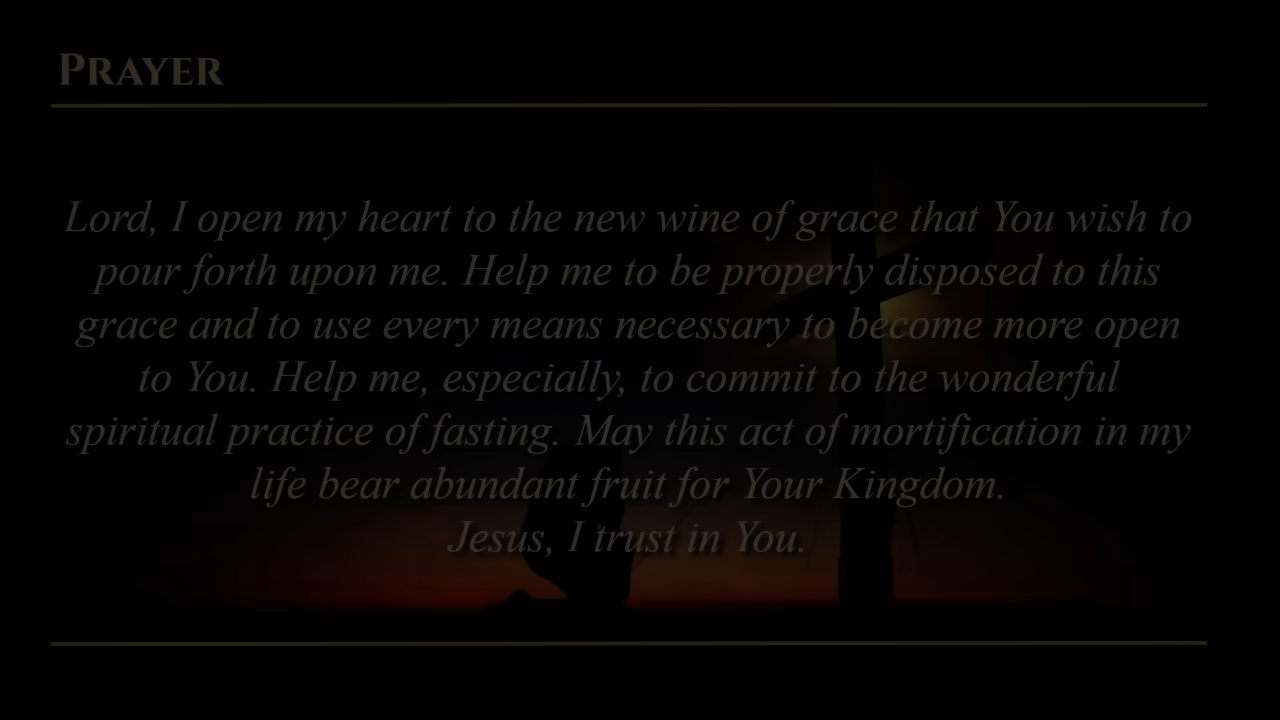 Prayer
Lord, I open my heart to the new wine of grace that You wish to
pour forth upon me. Help me to be properly disposed to this
grace and to use every means necessary to become more open
to You. Help me, especially, to commit to the wonderful
spiritual practice of fasting. May this act of mortification in my
life bear abundant fruit for Your Kingdom.
Jesus, I trust in You.